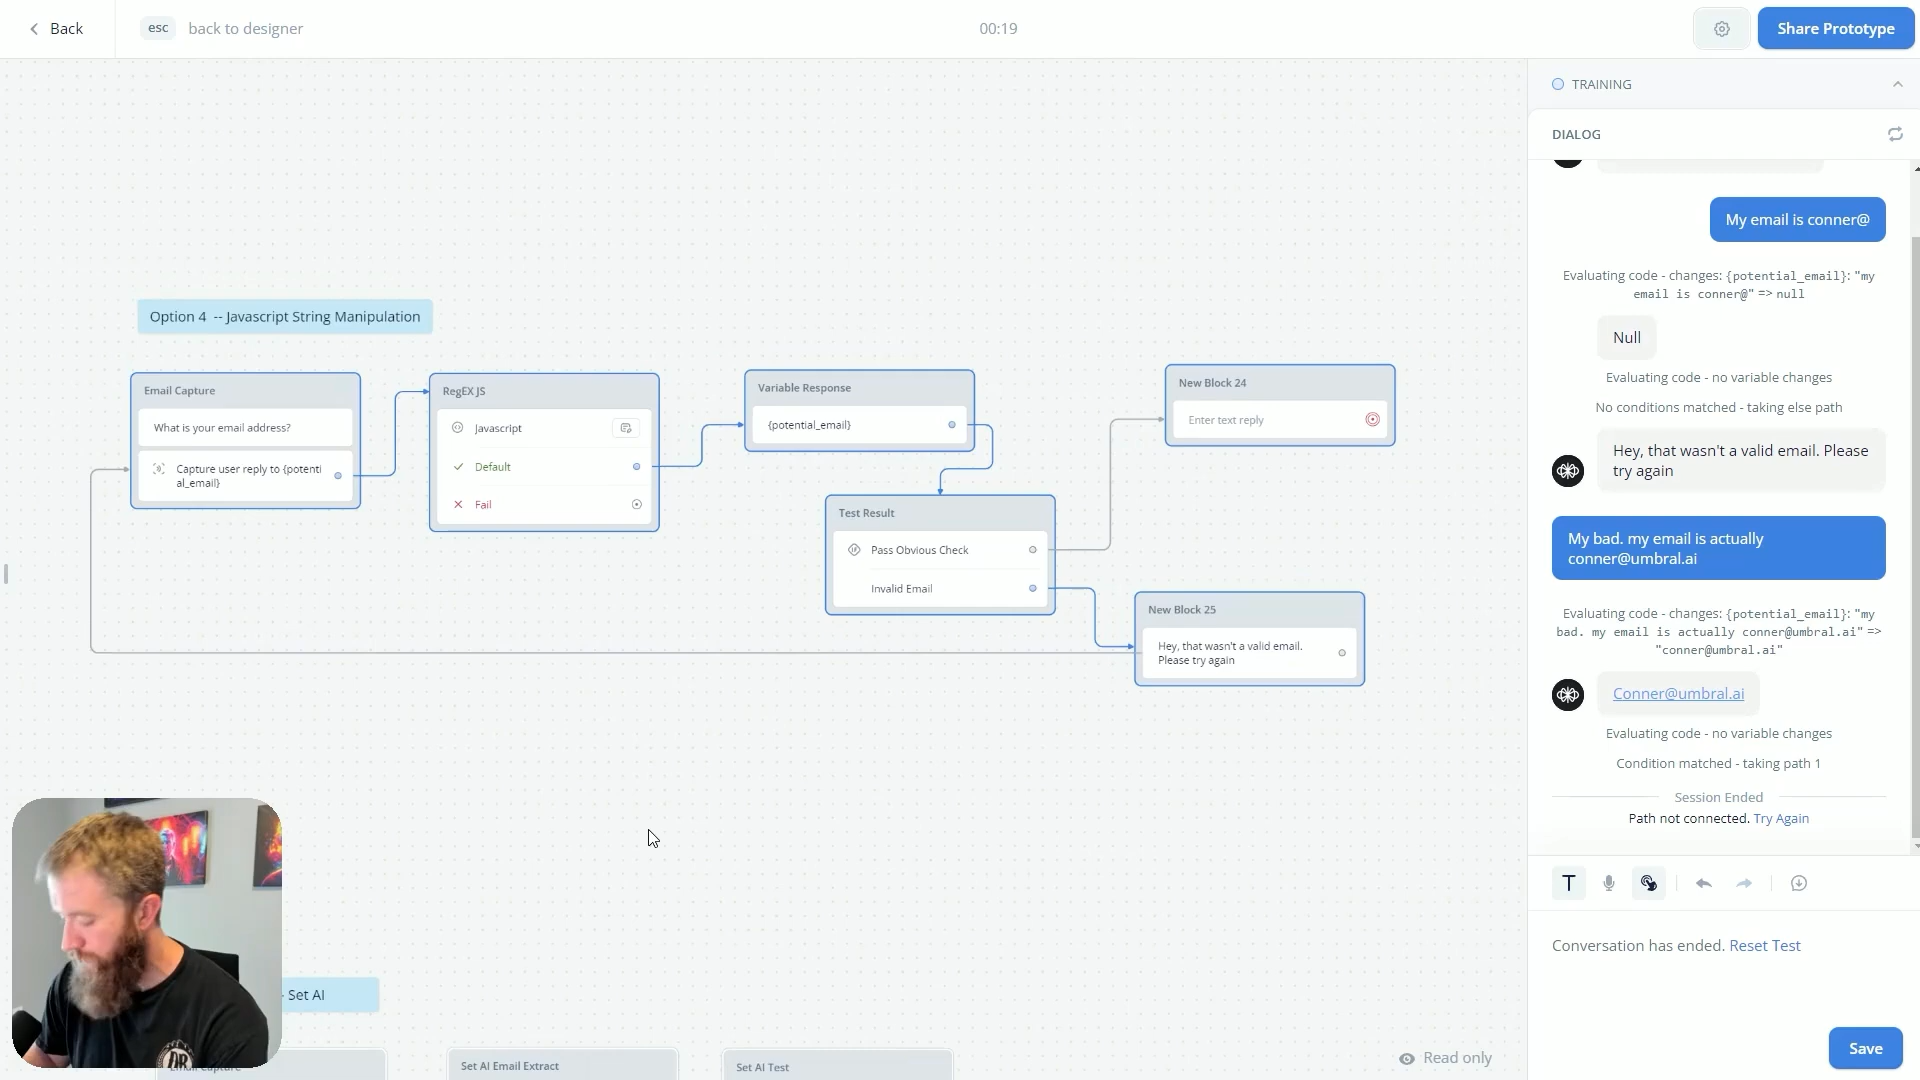 Back
esc back to designer
00:19
Share Prototype
TRAINING
DIALOG
My email is conner@
Evaluating code - changes: {potential_email}: "my
email is conner@" => null
Null
Evaluating code - no variable changes
No conditions matched - taking else path
Hey, that wasn't a valid email. Please
try again
My bad. my email is actually
conner@umbral.ai
Evaluating code - changes: {potential_email}: "my
bad. my email is actually conner@umbral.ai" =>
"conner@umbral.ai"
Conner@umbral.ai
Evaluating code - no variable changes
Condition matched - taking path 1
Session Ended
Path not connected. Try Again
Conversation has ended. Reset Test
Save
Option 4 -- Javascript String Manipulation
Email Capture
What is your email address?
Capture user reply to {potenti
al_email}
RegEX JS
Javascript
Default
Fail
Variable Response
{potential_email}
Test Result
Pass Obvious Check
Invalid Email
New Block 24
Enter text reply
New Block 25
Hey, that wasn't a valid email.
Please try again
- Set AI
Email Capture
Set AI Email Extract
Set AI Test
Read only